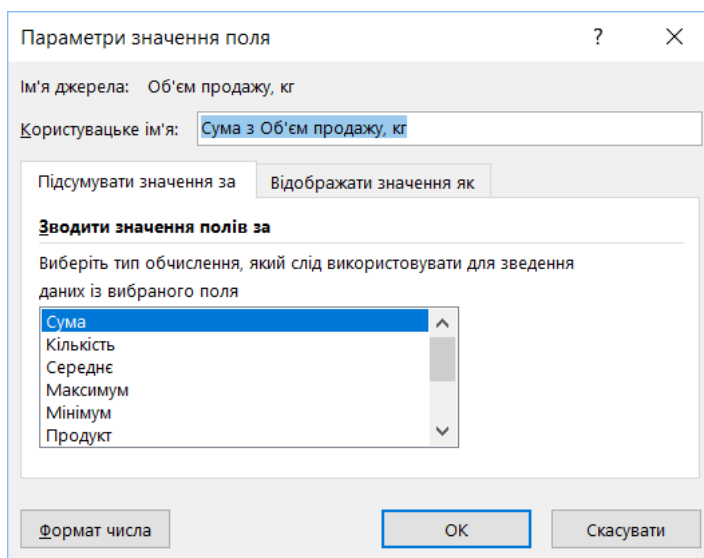 Параметри значення поля
?
Ім'я джерела: Об'єм продажу, кг
Користувацьке ім'я: Сума з Об'єм продажу, кг
Підсумувати значення за
Відображати значення як
Зводити значення полів за
Виберіть тип обчислення, який слід використовувати для зведення
даних із вибраного поля
Сума
Кількість
Середнє
Максимум
Мінімум
Продукт
Формат числа
ОК
Скасувати